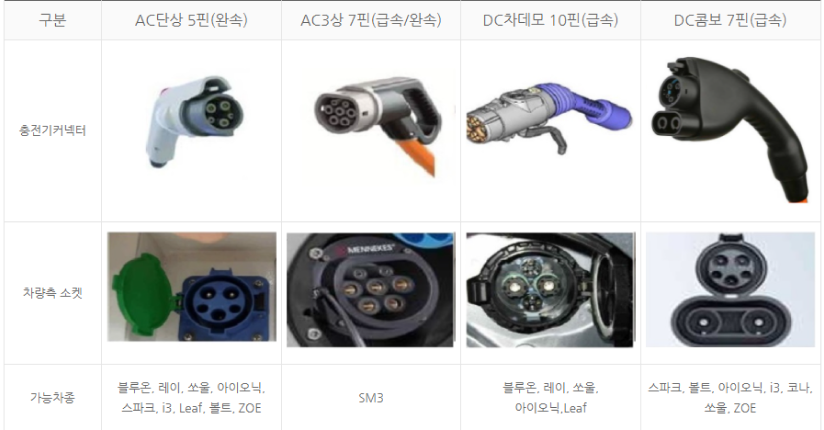 구분
AC단상 5핀(완속)
AC3상 7핀(급속/완속)
DC차데모 10핀(급속)
DC콤보 7핀(급속)
충전기커넥터
차량측 소켓
MENNEKES
가능차종
블루온, 레이, 쏘울, 아이오닉,
스파크, i3, Leaf, 볼트, ZOE
SM3
블루온, 레이, 쏘울,
아이오닉,Leaf
스파크, 볼트, 아이오닉, i3, 코나,
쏘울, ZOE